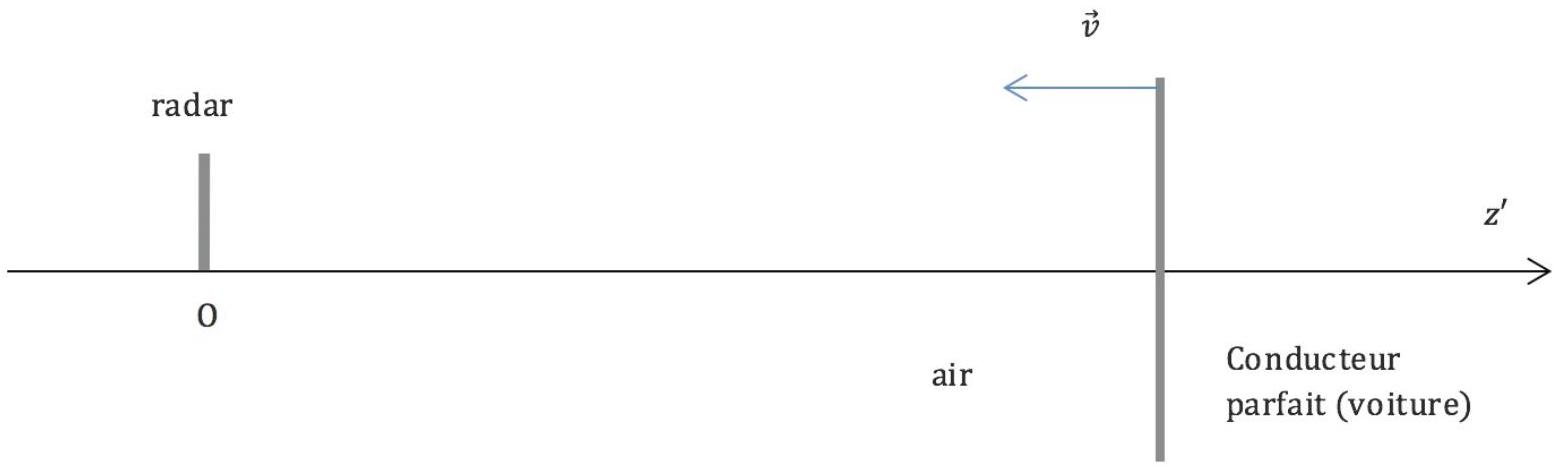 v⃗
radar
z′
O
air
Conducteur
parfait (voiture)